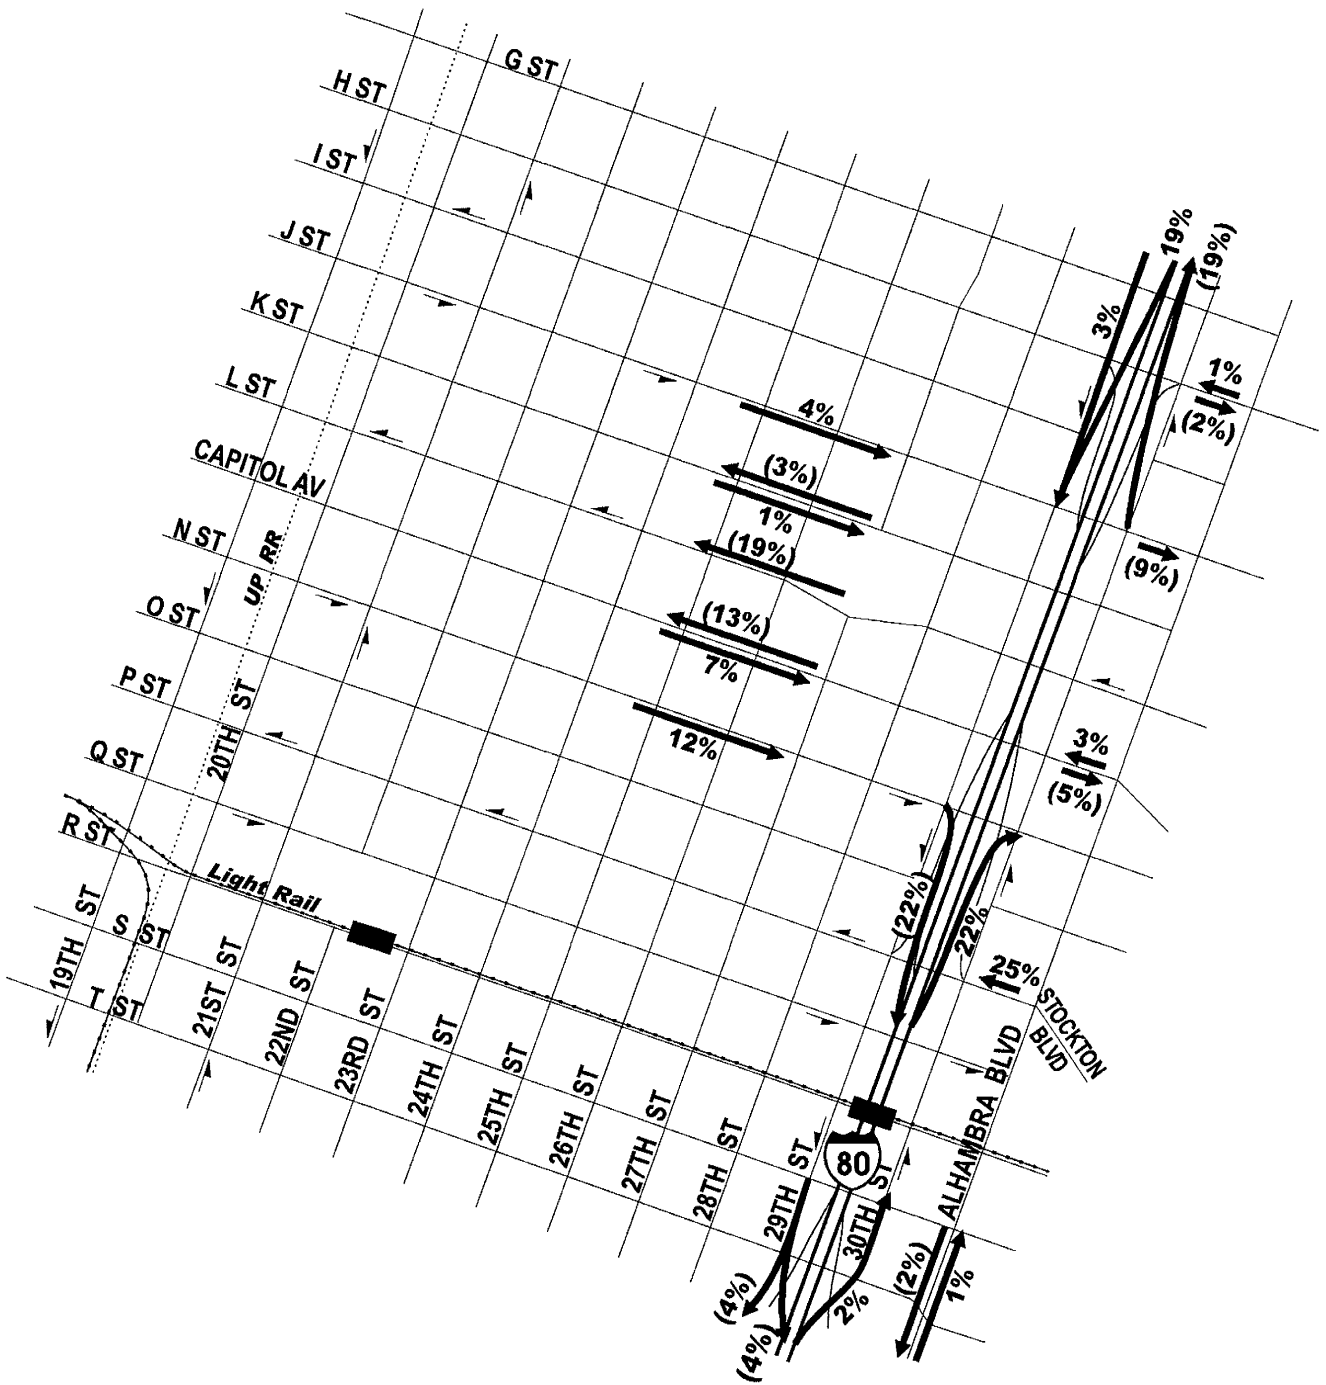 G ST
H ST
I ST
J ST
K ST
L ST
CAPITOL AV
N ST
O ST
P ST
Q ST
R ST
S ST
T ST
UP RR
20TH ST
Light Rail
19TH ST
21ST ST
22ND ST
23RD ST
24TH ST
25TH ST
26TH ST
27TH ST
28TH ST
29TH ST
30TH ST
80
ALHAMBRA BLVD
STOCKTON
BLVD
19%
(19%)
3%
1%
(2%)
4%
(3%)
1%
(19%)
(9%)
(13%)
7%
12%
3%
(5%)
(22%)
22%
25%
(4%)
(4%)
2%
(2%)
1%